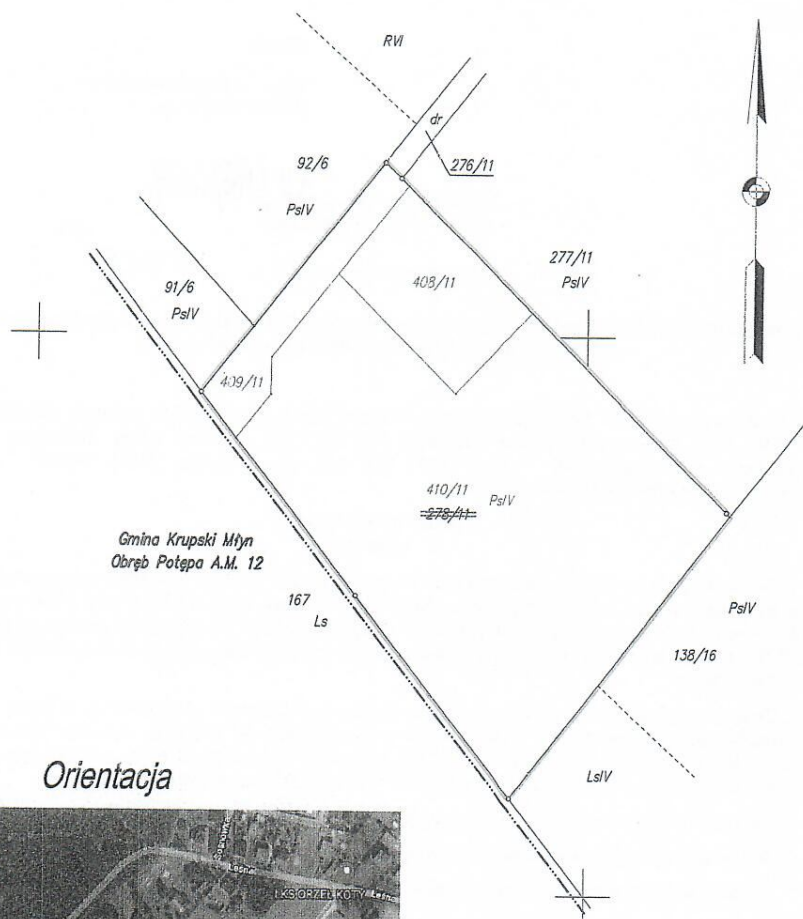 RVI
dr
92/6
276/11
PsIV
277/11
PsIV
91/6
PsIV
408/11
409/11
410/11
PsIV
278/11
Gmina Krupski Młyn
Obręb Potępa A.M. 12
167
Ls
PsIV
138/16
LsIV
Orientacja
Leśna
LKS ORZEŁ KOTY
Leśna